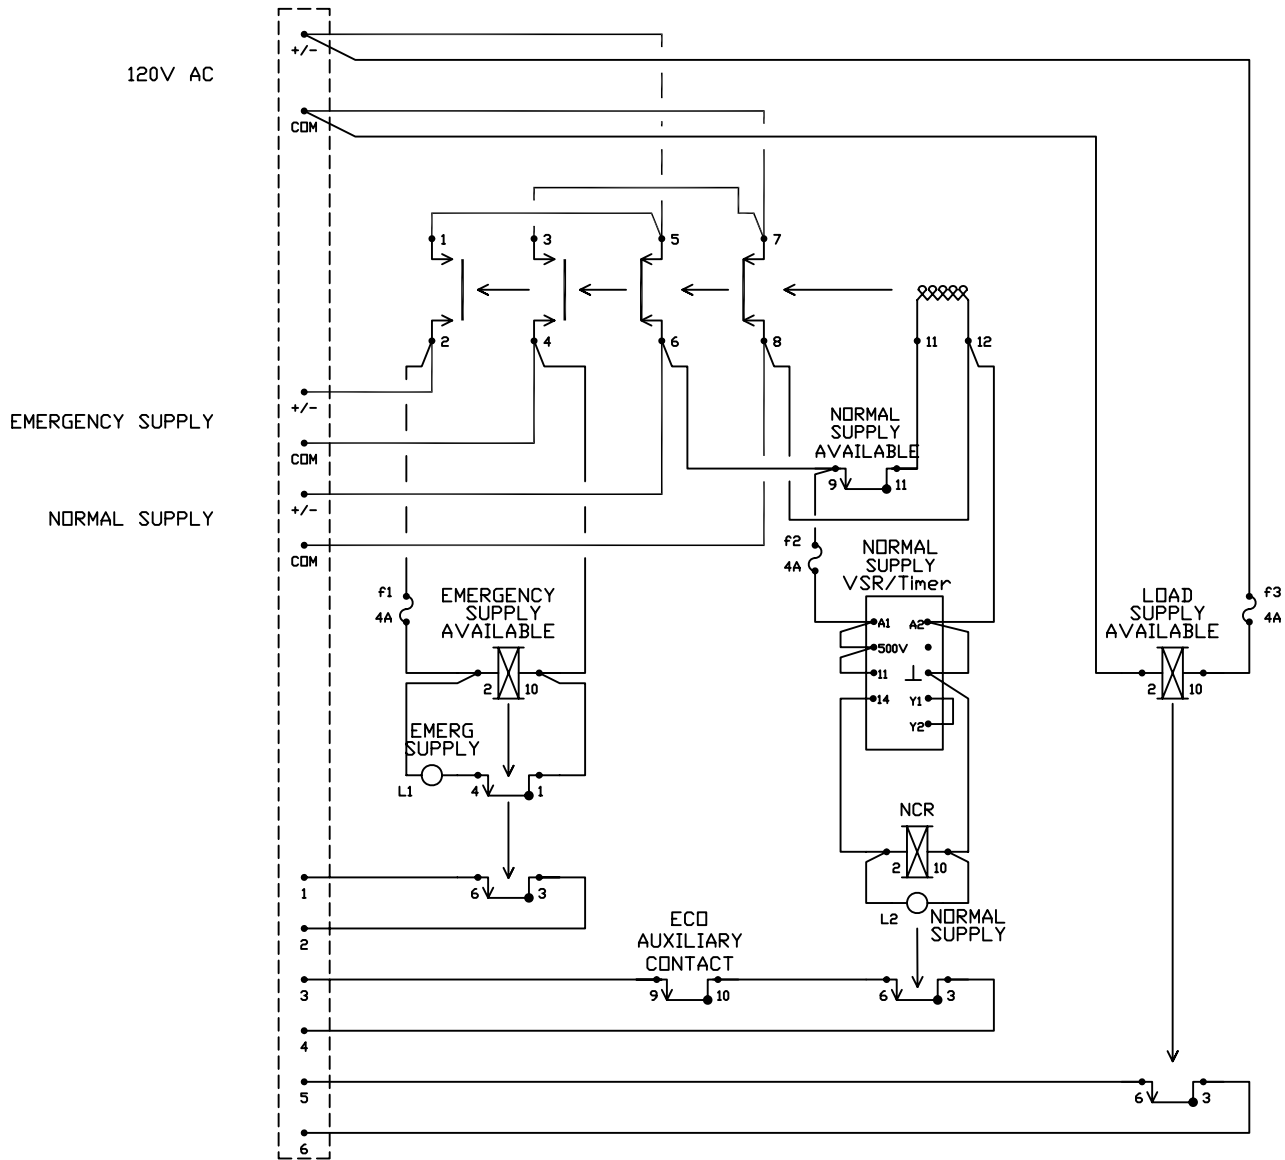 +/-
120V AC
COM
1
3
5
7
2
4
6
8
11
12
+/-
EMERGENCY SUPPLY
COM
NORMAL
SUPPLY
AVAILABLE
9
11
+/-
NORMAL SUPPLY
COM
f2
4A
NORMAL
SUPPLY
VSR/Timer
f1
4A
EMERGENCY
SUPPLY
AVAILABLE
LOAD
SUPPLY
AVAILABLE
f3
4A
A1
A2
500V
11
⊥
14
Y1
Y2
2
10
2
10
EMERG
SUPPLY
L1
4
1
NCR
2
10
L2
NORMAL
SUPPLY
1
6
3
2
ECO
AUXILIARY
CONTACT
3
9
10
6
3
4
5
6
3
6